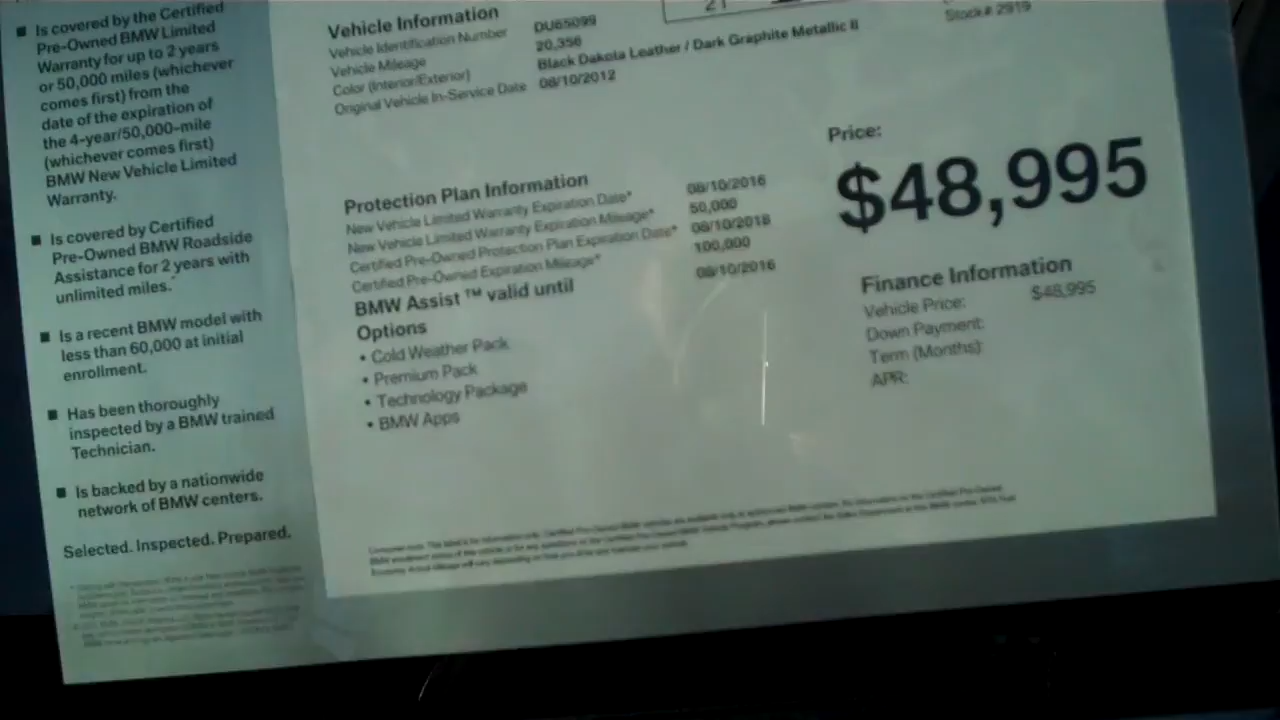 Is covered by the Certified
Pre-Owned BMW Limited
Warranty for up to 2 years
or 50,000 miles (whichever
comes first) from the
date of the expiration of
the 4-year/50,000-mile
(whichever comes first)
BMW New Vehicle Limited
Warranty.
Is covered by Certified
Pre-Owned BMW Roadside
Assistance for 2 years with
unlimited miles.*
Is a recent BMW model with
less than 60,000 at initial
enrollment.
Has been thoroughly
inspected by a BMW trained
Technician.
Is backed by a nationwide
network of BMW centers.
Selected. Inspected. Prepared.
Vehicle Information
Vehicle Identification Number DU65099
Vehicle Mileage 20,356
Color (Interior/Exterior) Black Dakota Leather / Dark Graphite Metallic II
Original Vehicle In-Service Date 08/10/2012
21
Stock# 2919
Protection Plan Information
New Vehicle Limited Warranty Expiration Date* 08/10/2016
New Vehicle Limited Warranty Expiration Mileage* 50,000
Certified Pre-Owned Protection Plan Expiration Date* 08/10/2018
Certified Pre-Owned Expiration Mileage* 100,000
BMW Assist ™ valid until 08/10/2016
Options
• Cold Weather Pack
• Premium Pack
• Technology Package
• BMW Apps
Price:
$48,995
Finance Information
Vehicle Price: $48,995
Down Payment:
Term (Months):
APR: